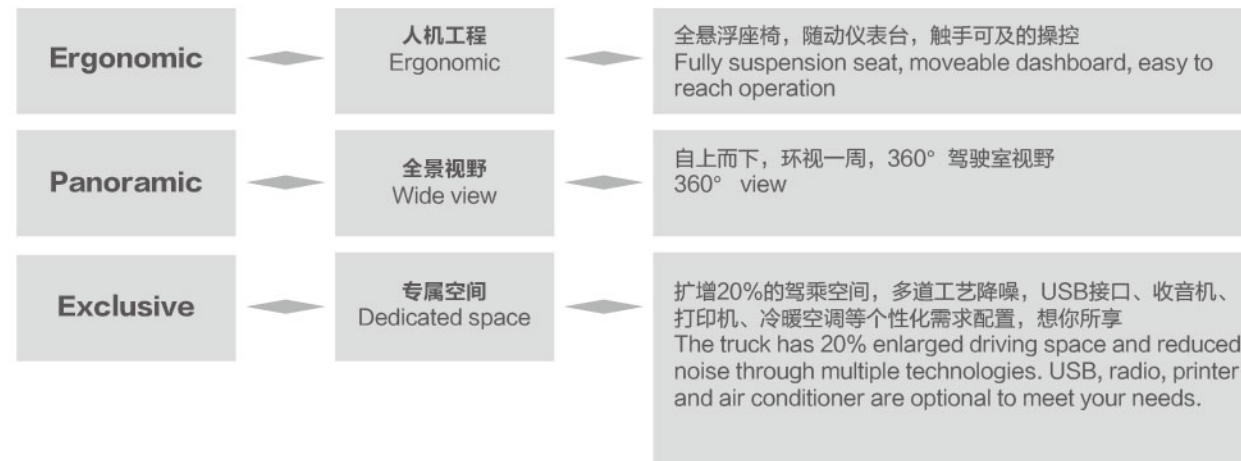 Ergonomic
人机工程
Ergonomic
全悬浮座椅，随动仪表台，触手可及的操控
Fully suspension seat, moveable dashboard, easy to
reach operation
Panoramic
全景视野
Wide view
自上而下，环视一周，360° 驾驶室视野
360° view
Exclusive
专属空间
Dedicated space
扩增20%的驾乘空间，多道工艺降噪，USB接口、收音机、
打印机、冷暖空调等个性化需求配置，想你所享
The truck has 20% enlarged driving space and reduced
noise through multiple technologies. USB, radio, printer
and air conditioner are optional to meet your needs.